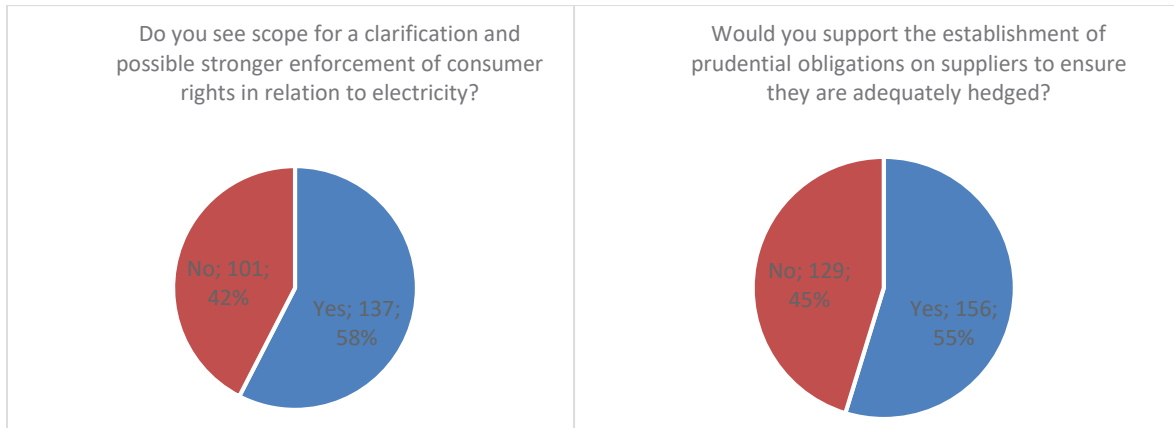 Do you see scope for a clarification and
possible stronger enforcement of consumer
rights in relation to electricity?
No; 101;
42%
Yes; 137;
58%
Would you support the establishment of
prudential obligations on suppliers to ensure
they are adequately hedged?
No; 129;
45%
Yes; 156;
55%